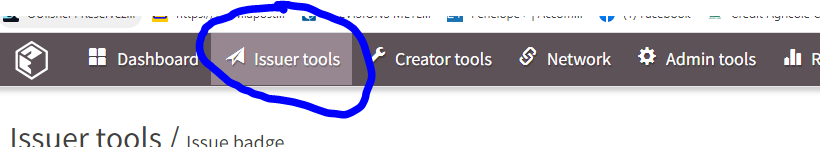 Dashboard Issuer tools Creator tools Network Admin tools
Issuer tools / Issue badge